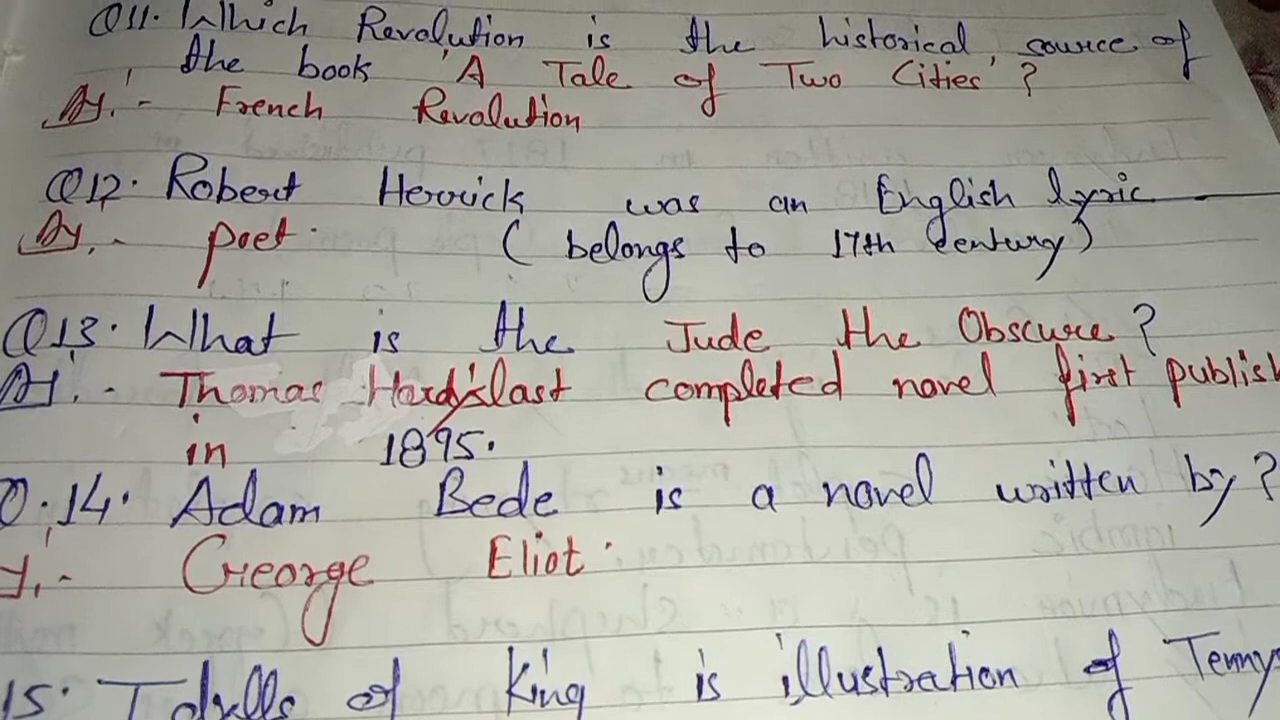 Q11. Which Revolution is the historical source of
the book 'A Tale of Two Cities'?
Ans.- French Revolution
Q12. Robert Herrick was an English lyric
Ans.- poet. (belongs to 17th Century)
Q13. What is the Jude the Obscure?
Ans.- Thomas Hardy's last completed novel first publish
in 1895.
Q.14. Adam Bede is a novel written by?
George Eliot.
15. Idylls of King is illustration of Tenny